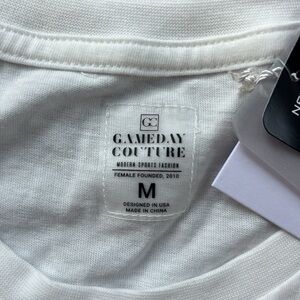 GC
GAMEDAY
COUTURE
MODERN SPORTS FASHION
FEMALE FOUNDED, 2010
M
DESIGNED IN USA
MADE IN CHINA